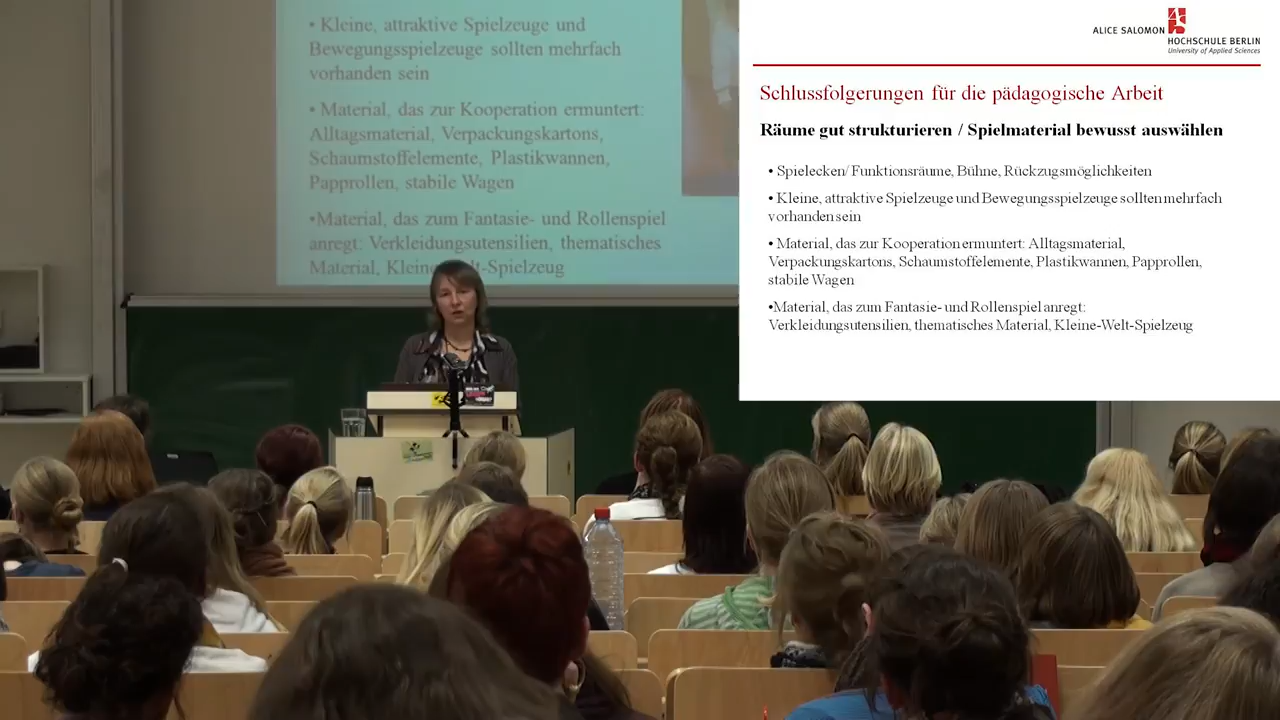 • Kleine, attraktive Spielzeuge und
Bewegungsspielzeuge sollten mehrfach
vorhanden sein
• Material, das zur Kooperation ermuntert:
Alltagsmaterial, Verpackungskartons,
Schaumstoffelemente, Plastikwannen,
Papprollen, stabile Wagen
•Material, das zum Fantasie- und Rollenspiel
anregt: Verkleidungsutensilien, thematisches
Material, Kleine-Welt-Spielzeug
ALICE SALOMON
HOCHSCHULE BERLIN
University of Applied Sciences
Schlussfolgerungen für die pädagogische Arbeit
Räume gut strukturieren / Spielmaterial bewusst auswählen
• Spielecken/ Funktionsräume, Bühne, Rückzugsmöglichkeiten
• Kleine, attraktive Spielzeuge und Bewegungsspielzeuge sollten mehrfach
vorhanden sein
• Material, das zur Kooperation ermuntert: Alltagsmaterial,
Verpackungskartons, Schaumstoffelemente, Plastikwannen, Papprollen,
stabile Wagen
•Material, das zum Fantasie- und Rollenspiel anregt:
Verkleidungsutensilien, thematisches Material, Kleine-Welt-Spielzeug